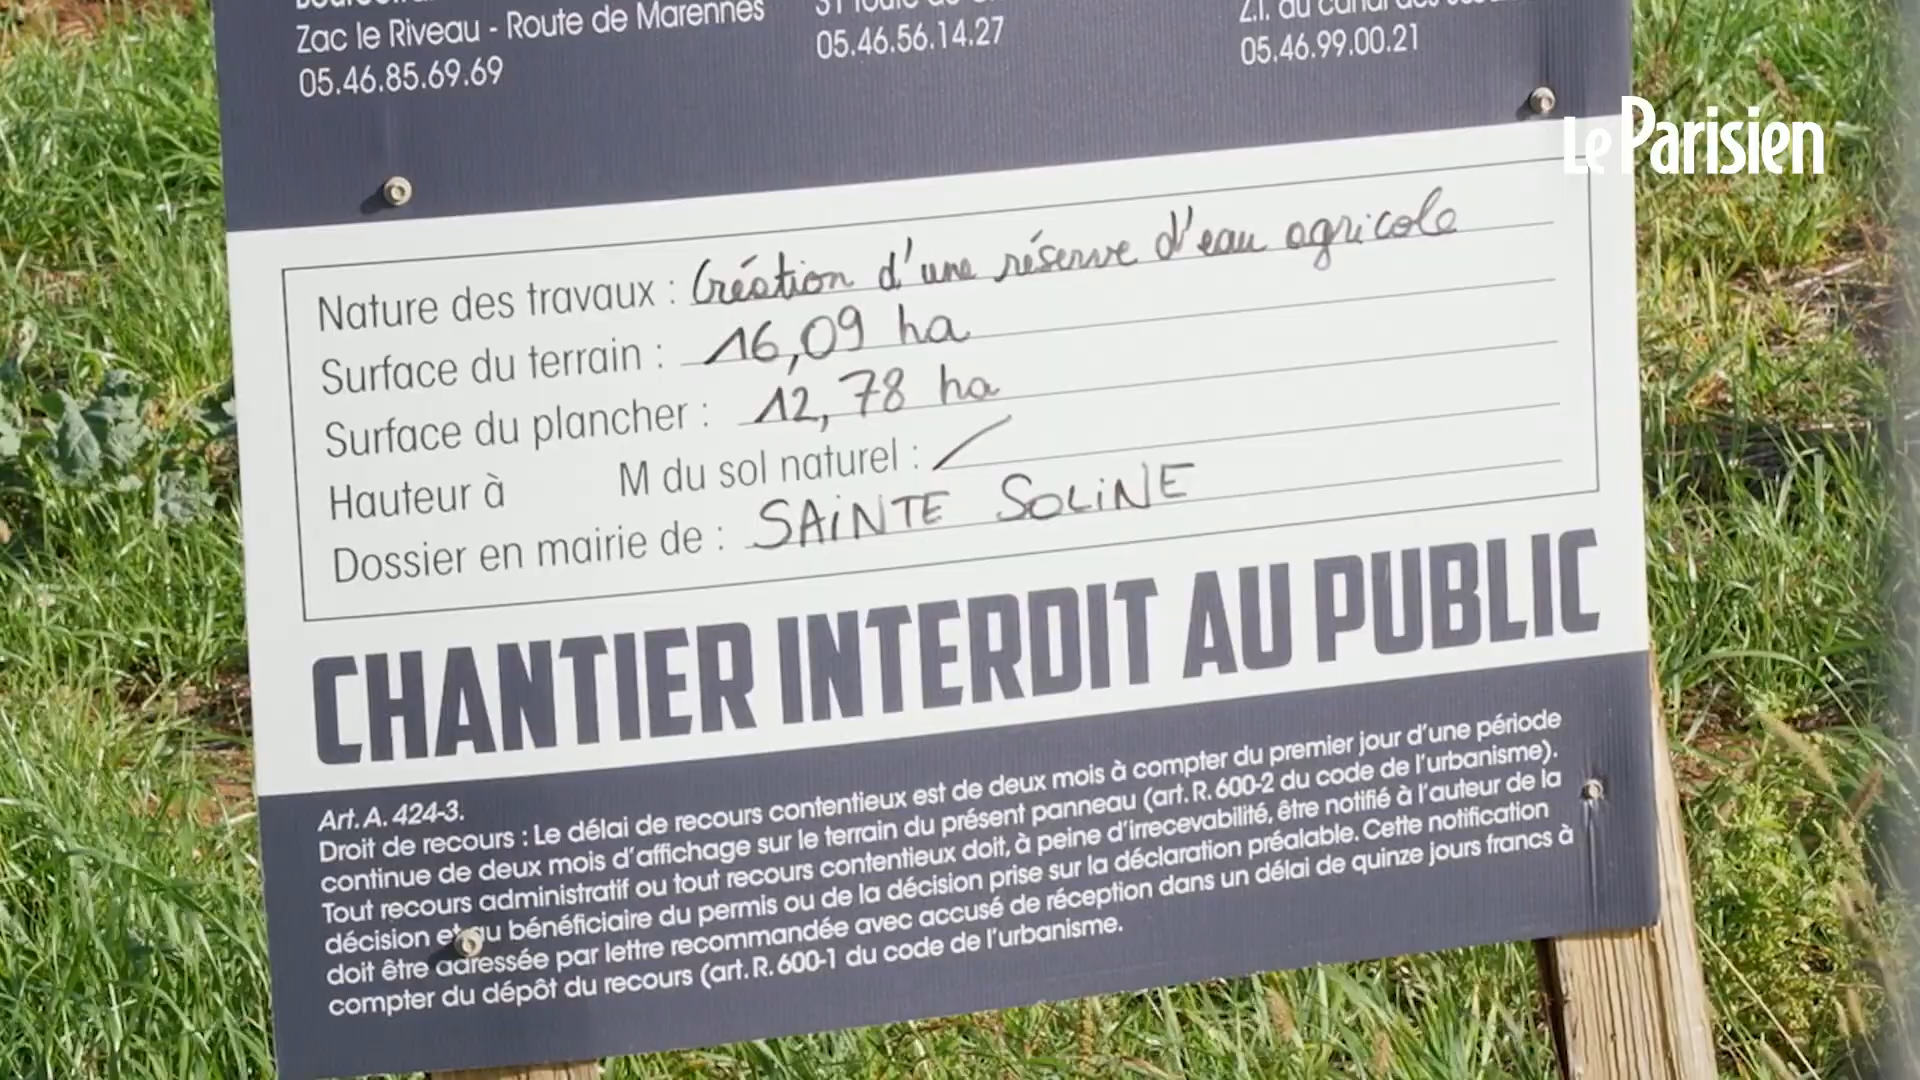 Zac le Riveau - Route de Marennes
05.46.85.69.69
05.46.56.14.27
05.46.99.00.21
Le Parisien
Nature des travaux : Création d'une réserve d'eau agricole
Surface du terrain : 16,09 ha
Surface du plancher : 12,78 ha
Hauteur à M du sol naturel : /
Dossier en mairie de : SAINTE SOLINE
CHANTIER INTERDIT AU PUBLIC
Art. A. 424-3.
Droit de recours : Le délai de recours contentieux est de deux mois à compter du premier jour d'une période
continue de deux mois d'affichage sur le terrain du présent panneau (art. R. 600-2 du code de l'urbanisme).
Tout recours administratif ou tout recours contentieux doit, à peine d'irrecevabilité, être notifié à l'auteur de la
décision et au bénéficiaire du permis ou de la décision prise sur la déclaration préalable. Cette notification
doit être adressée par lettre recommandée avec accusé de réception dans un délai de quinze jours francs à
compter du dépôt du recours (art. R. 600-1 du code de l'urbanisme.